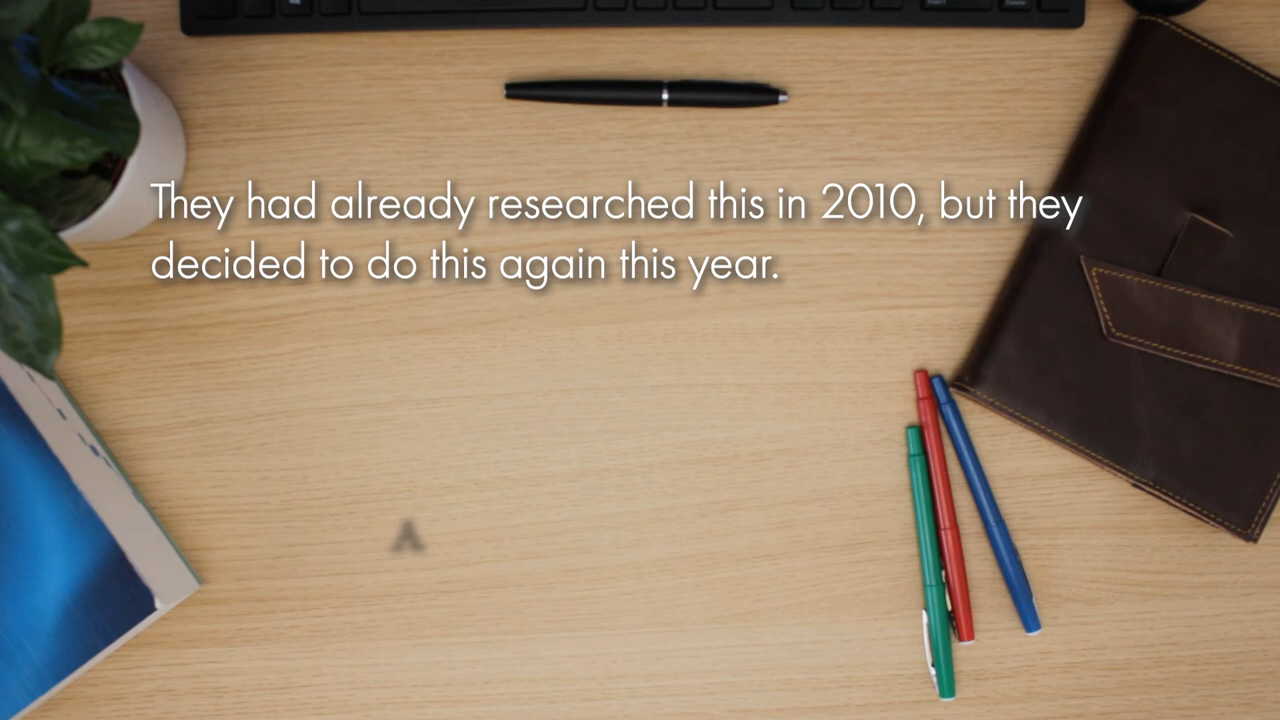 They had already researched this in 2010, but they
decided to do this again this year.
A